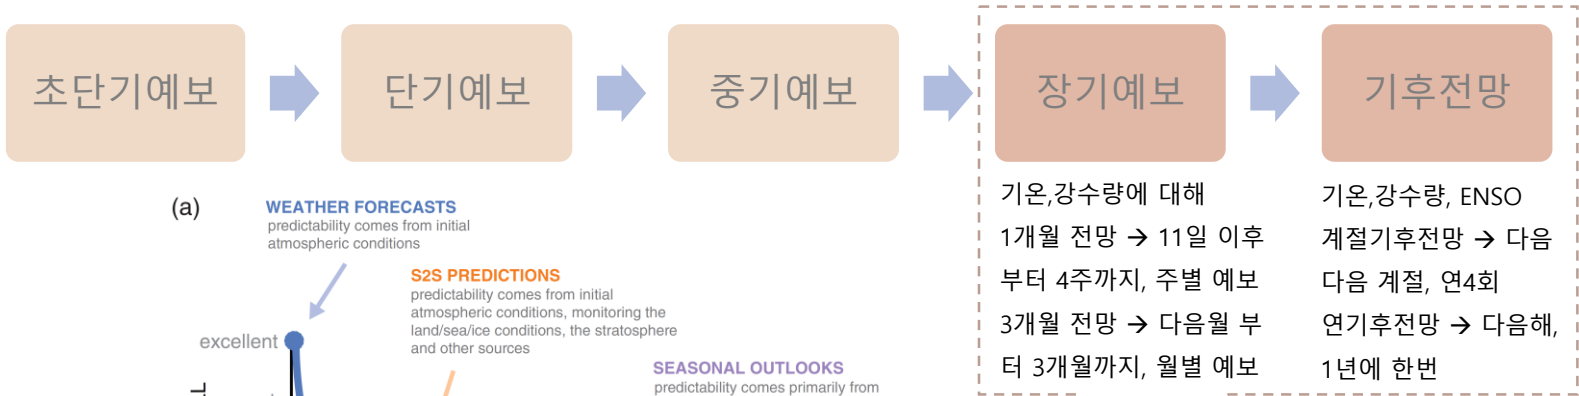 초단기예보
단기예보
중기예보
장기예보
기후전망
(a)
WEATHER FORECASTS
predictability comes from initial
atmospheric conditions
S2S PREDICTIONS
predictability comes from initial
atmospheric conditions, monitoring the
land/sea/ice conditions, the stratosphere
and other sources
excellent
SEASONAL OUTLOOKS
predictability comes primarily from
기온,강수량에 대해
1개월 전망 → 11일 이후
부터 4주까지, 주별 예보
3개월 전망 → 다음월 부
터 3개월까지, 월별 예보
기온,강수량, ENSO
계절기후전망 → 다음
다음 계절, 연4회
연기후전망 → 다음해,
1년에 한번